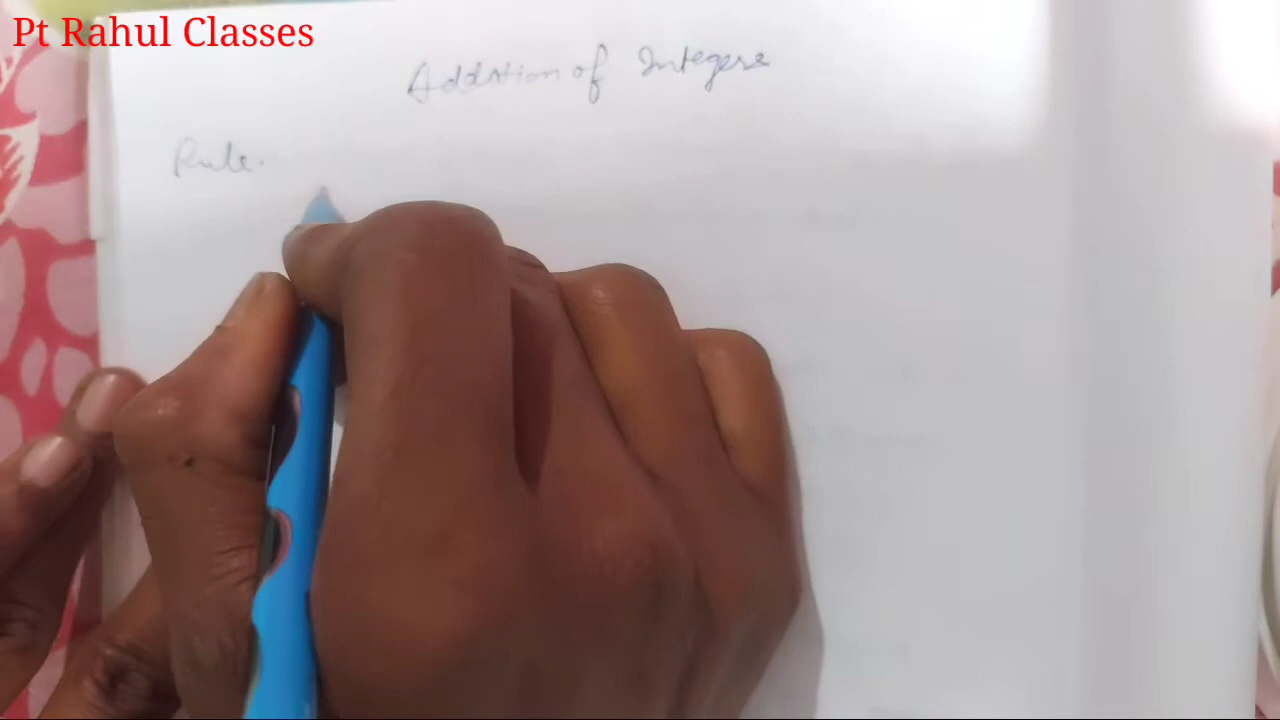 Pt Rahul Classes
Addition of Integers
Rule.